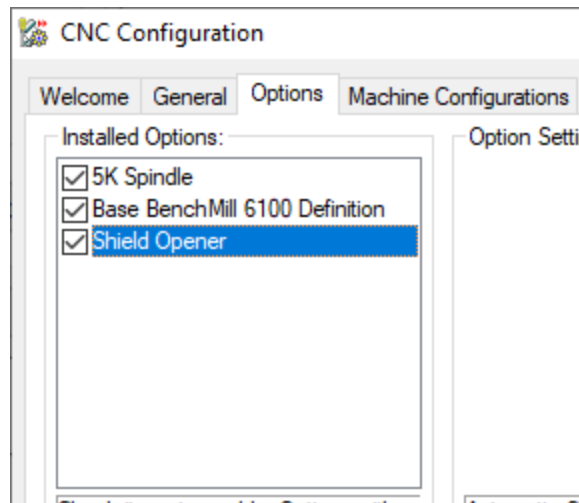 CNC Configuration
Welcome General Options Machine Configurations
Installed Options:
Option Setti
5K Spindle
Base BenchMill 6100 Definition
Shield Opener